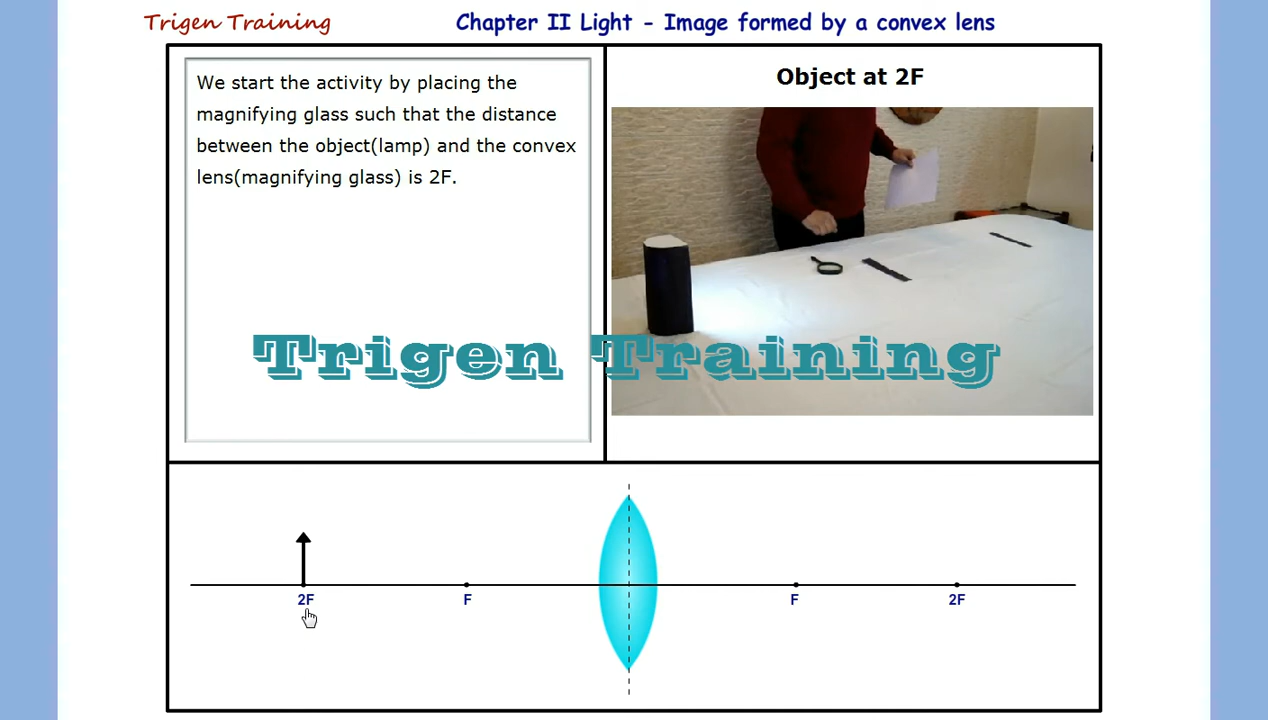 Trigen Training
Chapter II Light - Image formed by a convex lens
We start the activity by placing the
magnifying glass such that the distance
between the object(lamp) and the convex
lens(magnifying glass) is 2F.
Object at 2F
Trigen Training
2F
F
F
2F